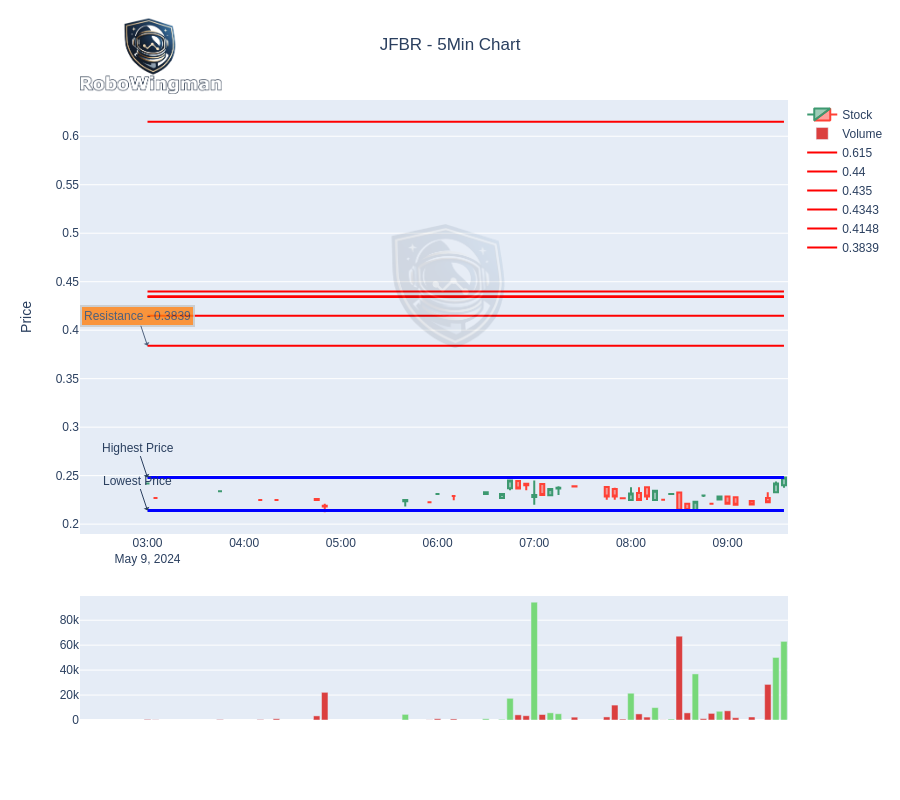 JFBR - 5Min Chart
RoboWingman
Stock
Volume
0.615
0.44
0.435
0.4343
0.4148
0.3839
Price
0.6
0.55
0.5
0.45
0.4
0.35
0.3
0.25
0.2
Resistance - 0.3839
Highest Price
Lowest Price
03:00
04:00
05:00
06:00
07:00
08:00
09:00
May 9, 2024
80k
60k
40k
20k
0